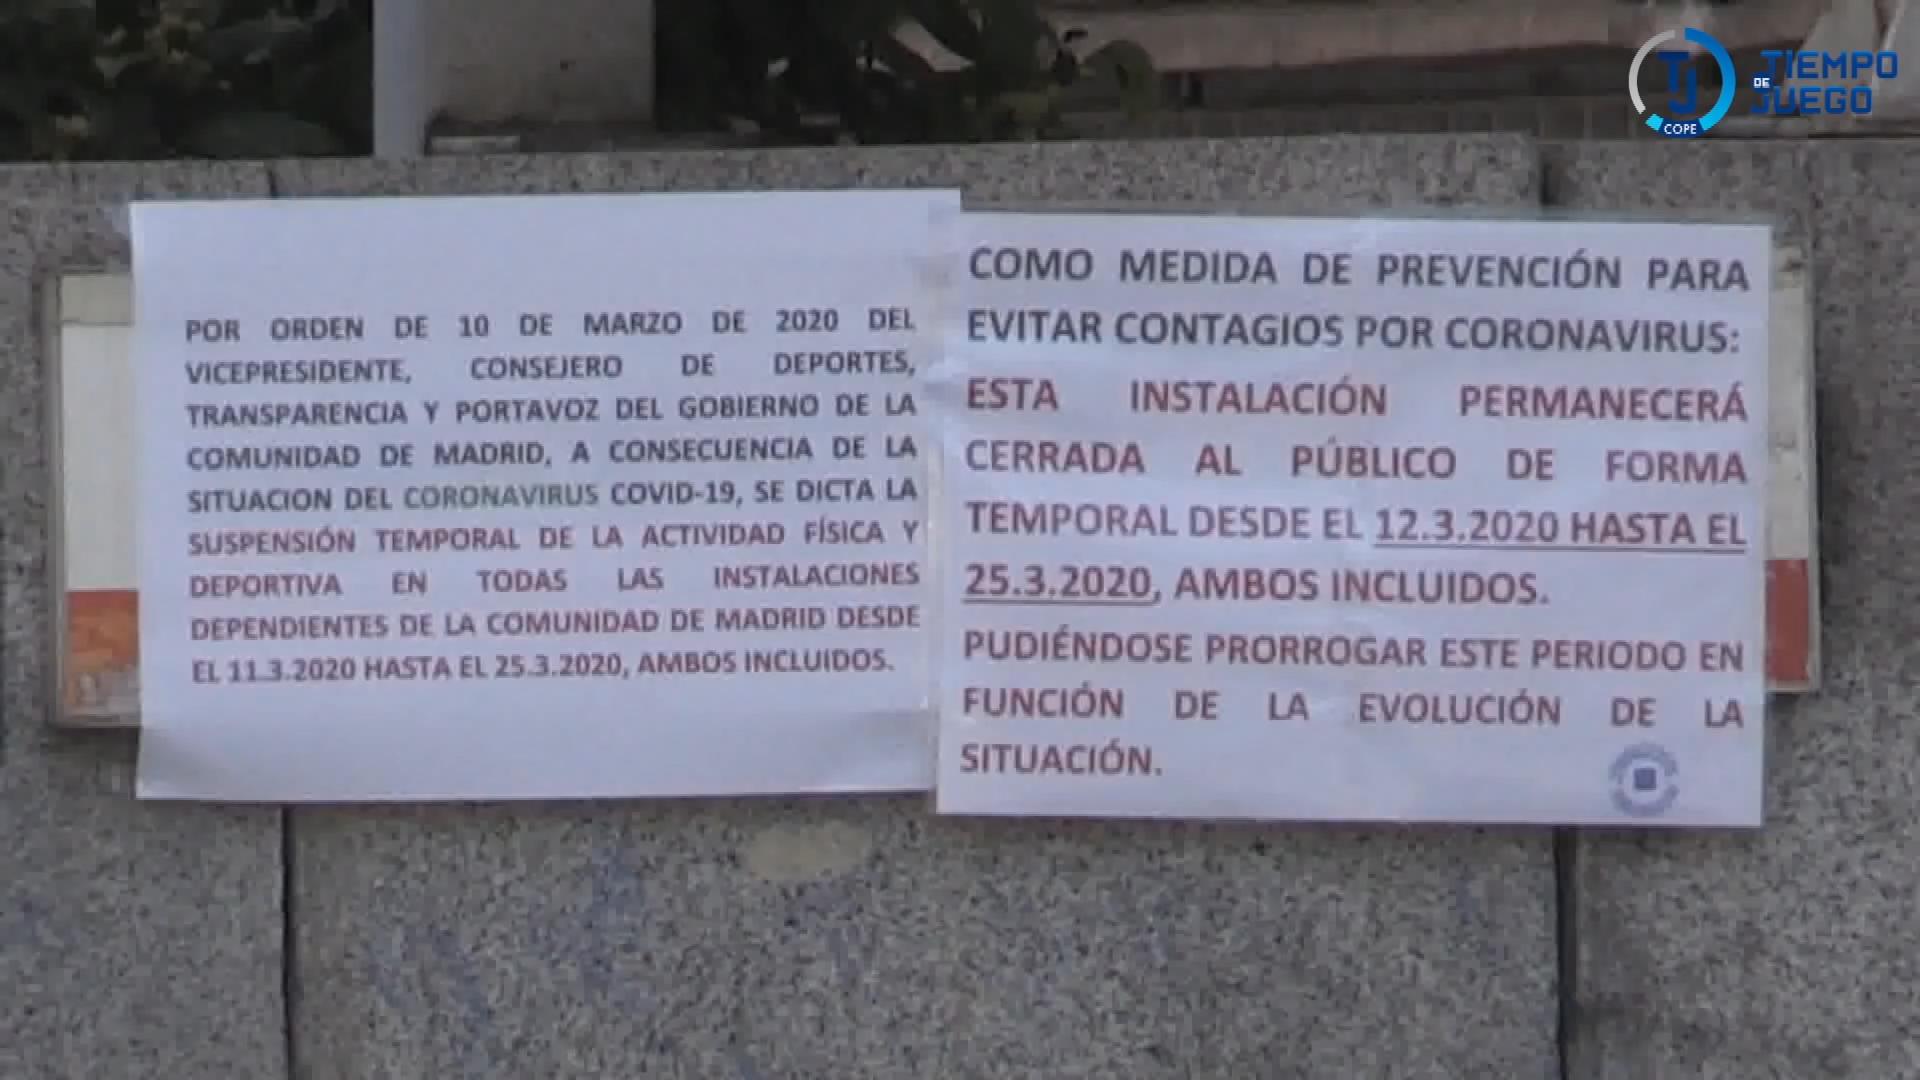 POR ORDEN DE 10 DE MARZO DE 2020 DEL
VICEPRESIDENTE, CONSEJERO DE DEPORTES,
TRANSPARENCIA Y PORTAVOZ DEL GOBIERNO DE LA
COMUNIDAD DE MADRID, A CONSECUENCIA DE LA
SITUACION DEL CORONAVIRUS COVID-19, SE DICTA LA
SUSPENSIÓN TEMPORAL DE LA ACTIVIDAD FÍSICA Y
DEPORTIVA EN TODAS LAS INSTALACIONES
DEPENDIENTES DE LA COMUNIDAD DE MADRID DESDE
EL 11.3.2020 HASTA EL 25.3.2020, AMBOS INCLUIDOS.
COMO MEDIDA DE PREVENCIÓN PARA
EVITAR CONTAGIOS POR CORONAVIRUS:
ESTA INSTALACIÓN PERMANECERÁ
CERRADA AL PÚBLICO DE FORMA
TEMPORAL DESDE EL 12.3.2020 HASTA EL
25.3.2020, AMBOS INCLUIDOS.
PUDIÉNDOSE PRORROGAR ESTE PERIODO EN
FUNCIÓN DE LA EVOLUCIÓN DE LA
SITUACIÓN.
TJ
COPE
TIEMPO
DE
JUEGO